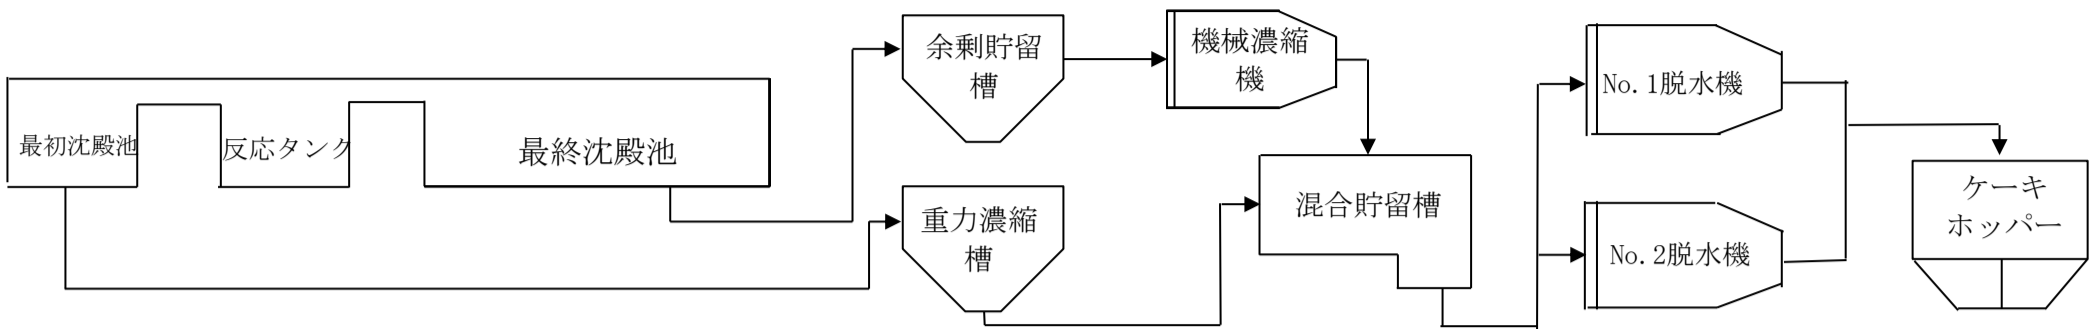 最初沈殿池
反応タンク
最終沈殿池
余剰貯留
槽
重力濃縮
槽
機械濃縮
機
混合貯留槽
No.1脱水機
No.2脱水機
ケーキ
ホッパー